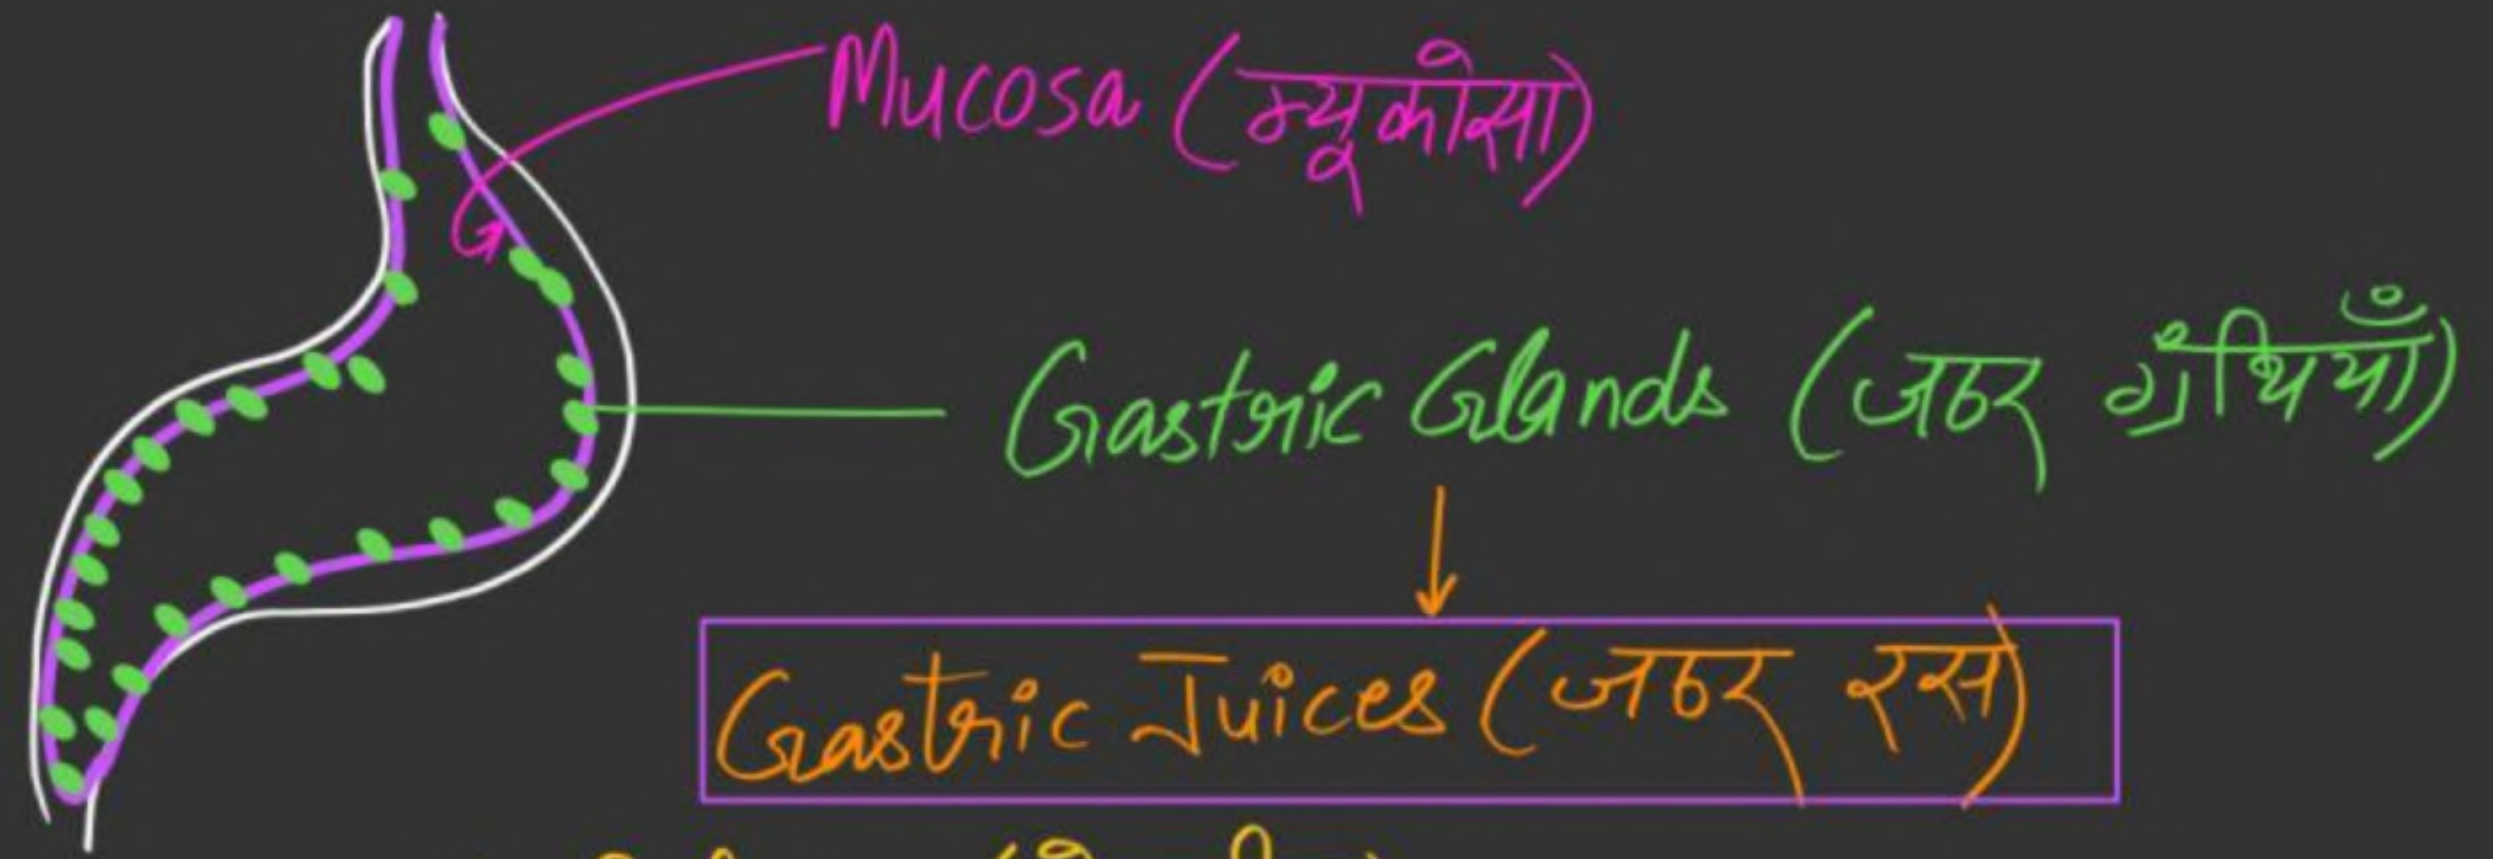 Mucosa (म्यूकोसा)
Gastric Glands (जठर ग्रंथियाँ)
Gastric Juices (जठर रस)